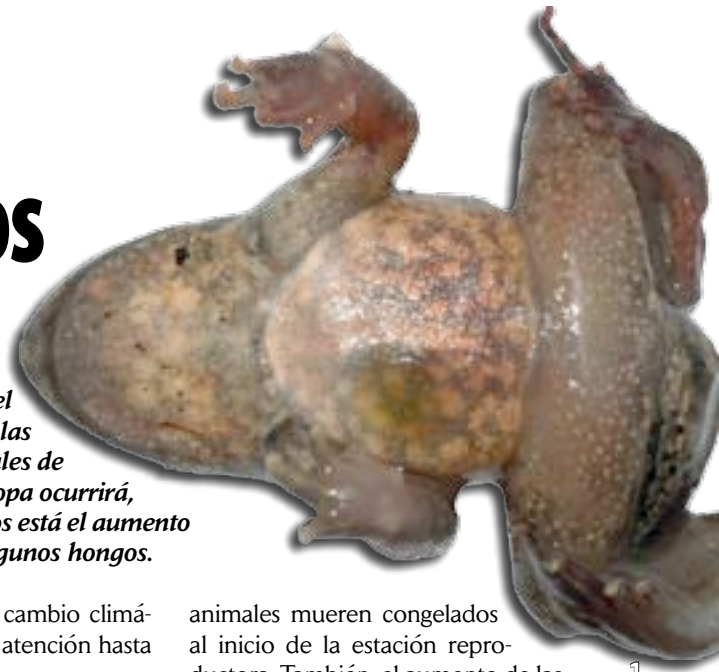 os
el
las
ales de
opa ocurrirá,
os está el aumento
gunos hongos.
cambio climá-
atención hasta
animales mueren congelados
al inicio de la estación repro-
ductora. También, el aumento de las
1